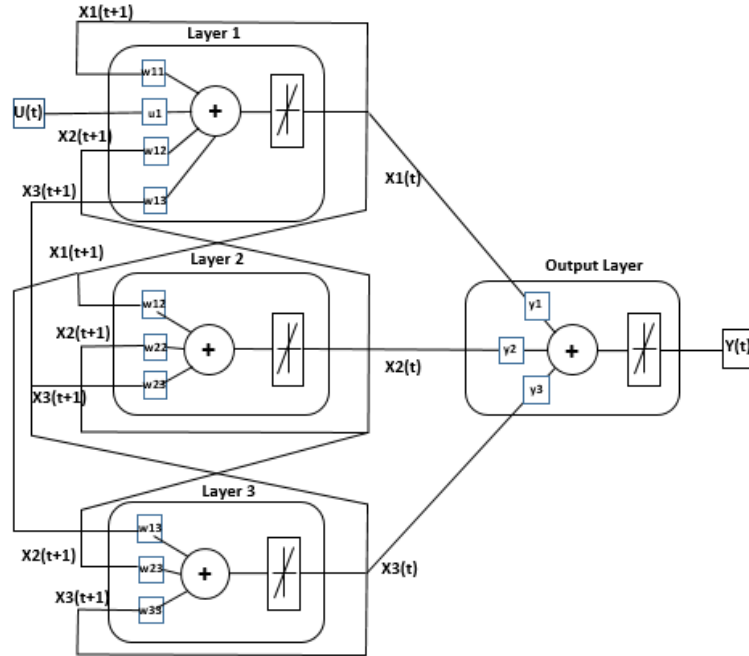 X1(t+1)
Layer 1
w11
U(t)
u1
+
X2(t+1)
w12
X3(t+1)
w13
X1(t)
X1(t+1)
Layer 2
Output Layer
w12
y1
X2(t+1)
w22
+
y2
+
Y(t)
X2(t)
w23
X3(t+1)
y3
Layer 3
w13
X2(t+1)
w23
+
X3(t)
X3(t+1)
w33